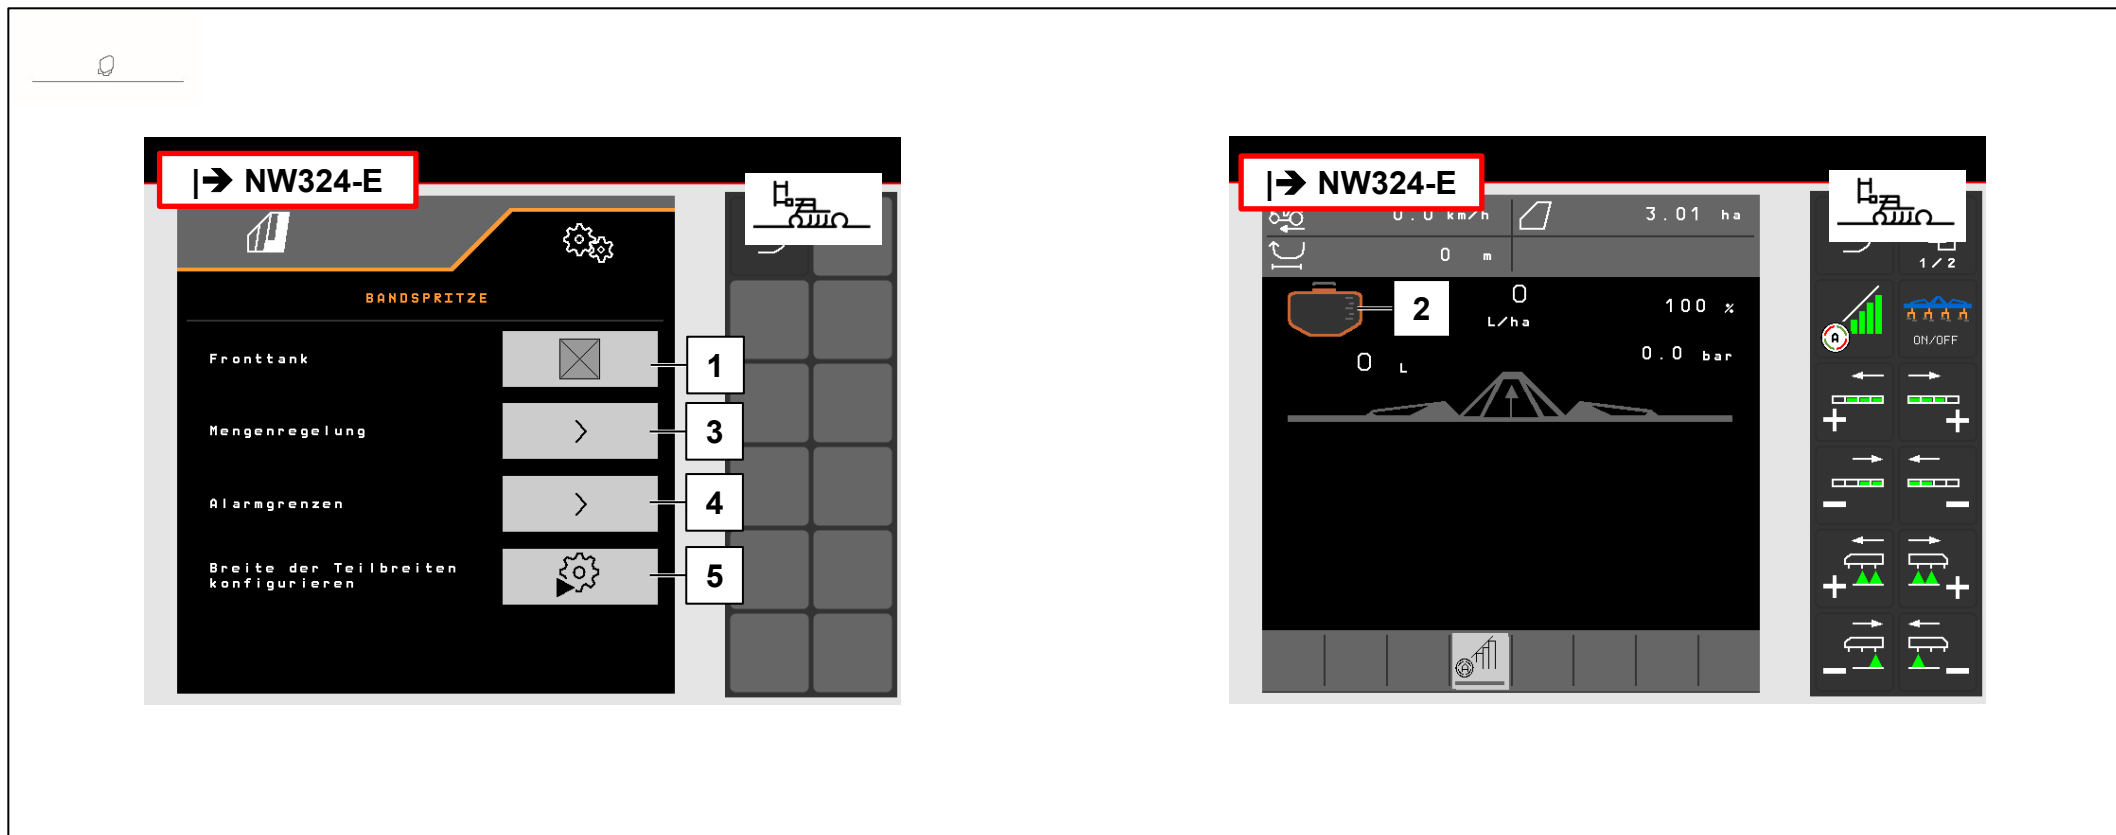 |➔ NW324-E
BANDSPRITZE
Fronttank
1
Mengenregelung
3
Alarmgrenzen
4
Breite der Teilbreiten
konfigurieren
5
|➔ NW324-E
0.0 km/h
3.01 ha
0 m
1/2
2
0
L/ha
100 %
0 L
0.0 bar
A
ON/OFF